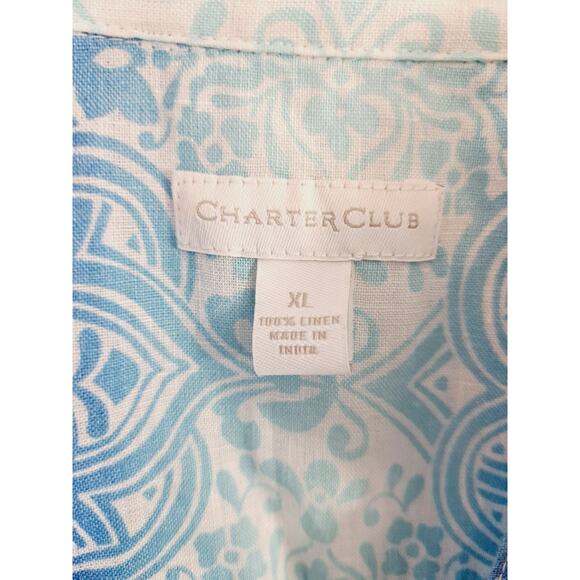 CHARTER CLUB
XL
100% LINEN
MADE IN
INDIA